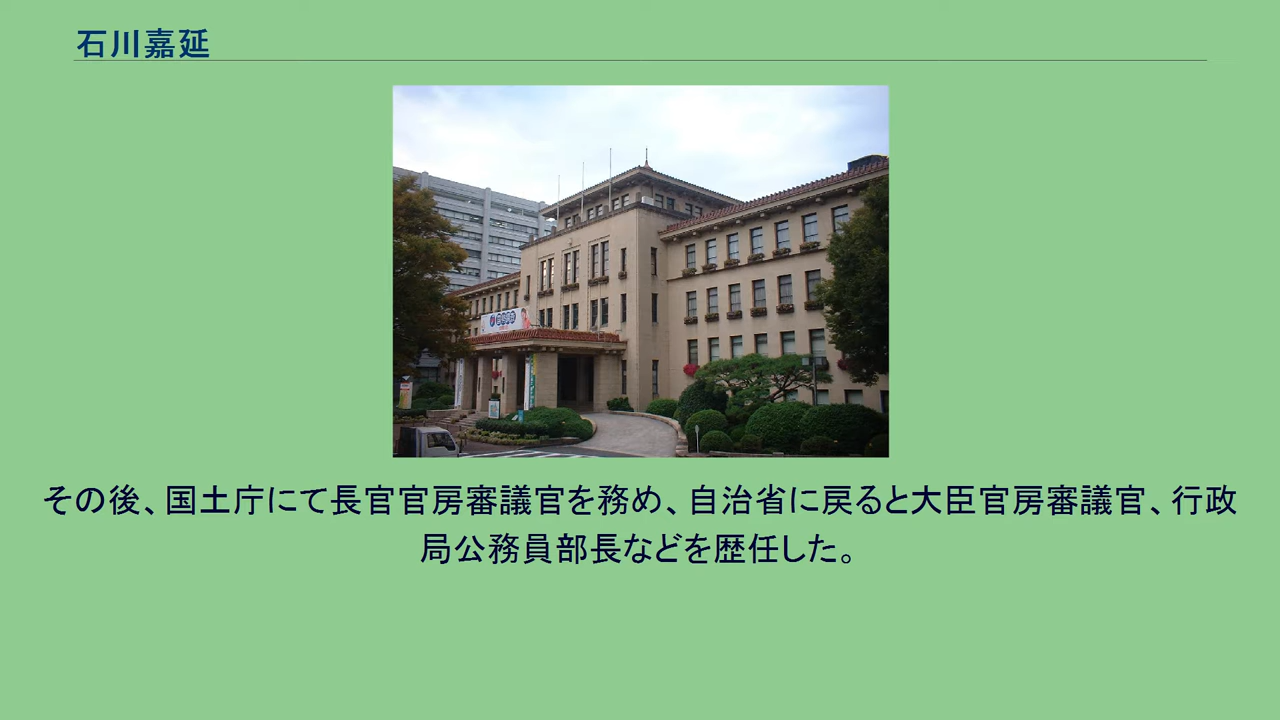 石川嘉延
その後、国土庁にて長官官房審議官を務め、自治省に戻ると大臣官房審議官、行政
局公務員部長などを歴任した。